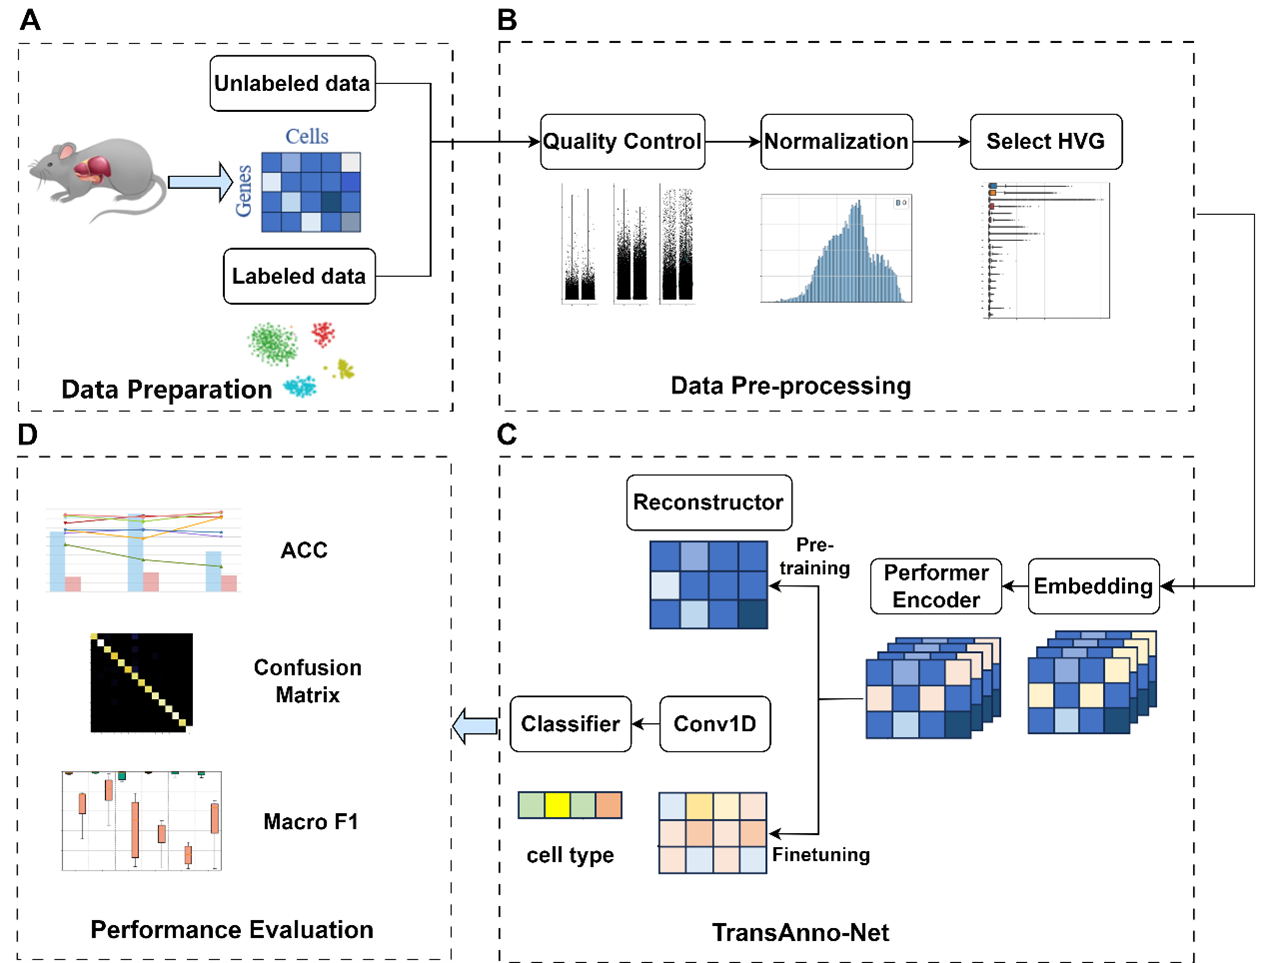 A
Unlabeled data
Cells
Genes
Labeled data
Data Preparation
B
Quality Control
Normalization
Select HVG
Data Pre-processing
C
Reconstructor
Pre-
training
Performer
Encoder
Embedding
Classifier
Conv1D
cell type
Finetuning
TransAnno-Net
D
ACC
Confusion
Matrix
Macro F1
Performance Evaluation